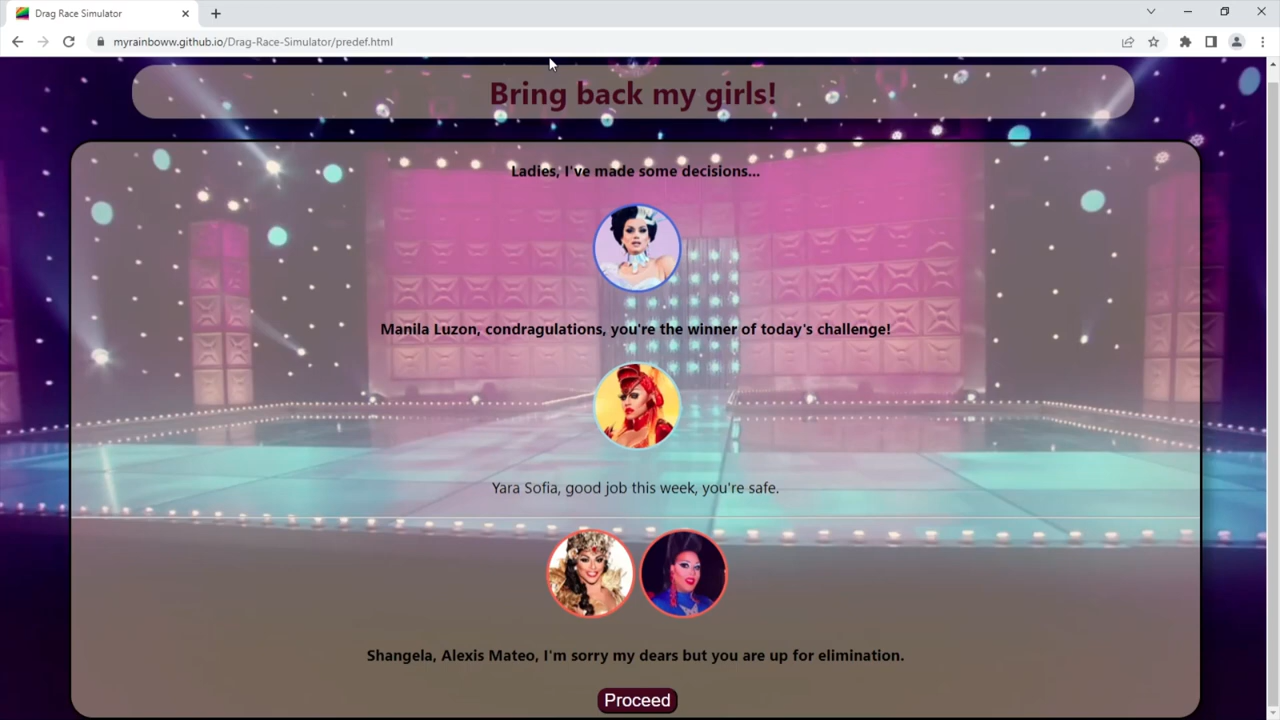 Drag Race Simulator
myrainboww.github.io/Drag-Race-Simulator/predef.html
Bring back my girls!
Ladies, I've made some decisions...
Manila Luzon, condragulations, you're the winner of today's challenge!
Yara Sofia, good job this week, you're safe.
Shangela, Alexis Mateo, I'm sorry my dears but you are up for elimination.
Proceed